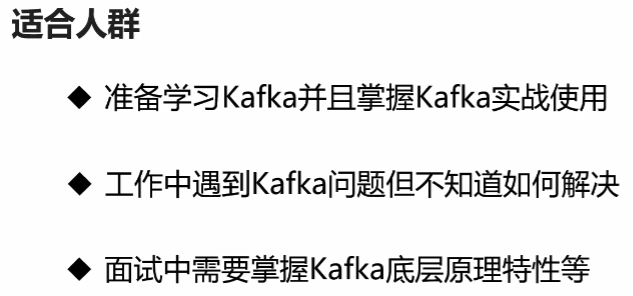 适合人群
◆ 准备学习Kafka并且掌握Kafka实战使用
◆ 工作中遇到Kafka问题但不知道如何解决
◆ 面试中需要掌握Kafka底层原理特性等